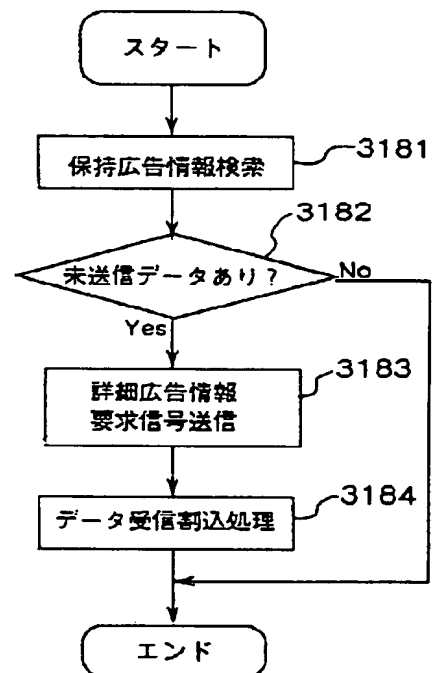 スタート
保持広告情報検索
3181
3182
未送信データあり？
No
Yes
詳細広告情報
要求信号送信
3183
データ受信割込処理
3184
エンド